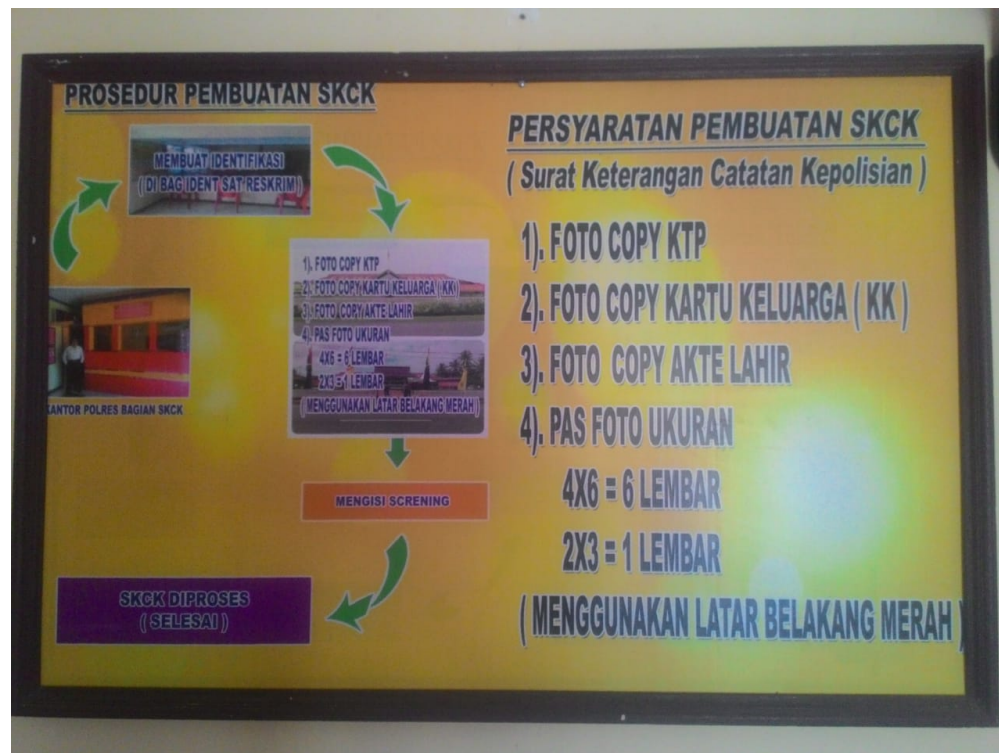 PROSEDUR PEMBUATAN SKCK
MEMBUAT IDENTIFIKASI
( DI BAG IDENT SAT RESKRIM )
1). FOTO COPY KTP
2). FOTO COPY KARTU KELUARGA ( KK )
3). FOTO COPY AKTE LAHIR
4). PAS FOTO UKURAN
4X6 = 6 LEMBAR
2X3 = 1 LEMBAR
( MENGGUNAKAN LATAR BELAKANG MERAH )
KANTOR POLRES BAGIAN SKCK
MENGISI SCRENING
SKCK DIPROSES
( SELESAI )
PERSYARATAN PEMBUATAN SKCK
( Surat Keterangan Catatan Kepolisian )
1). FOTO COPY KTP
2). FOTO COPY KARTU KELUARGA ( KK )
3). FOTO COPY AKTE LAHIR
4). PAS FOTO UKURAN
4X6 = 6 LEMBAR
2X3 = 1 LEMBAR
( MENGGUNAKAN LATAR BELAKANG MERAH )